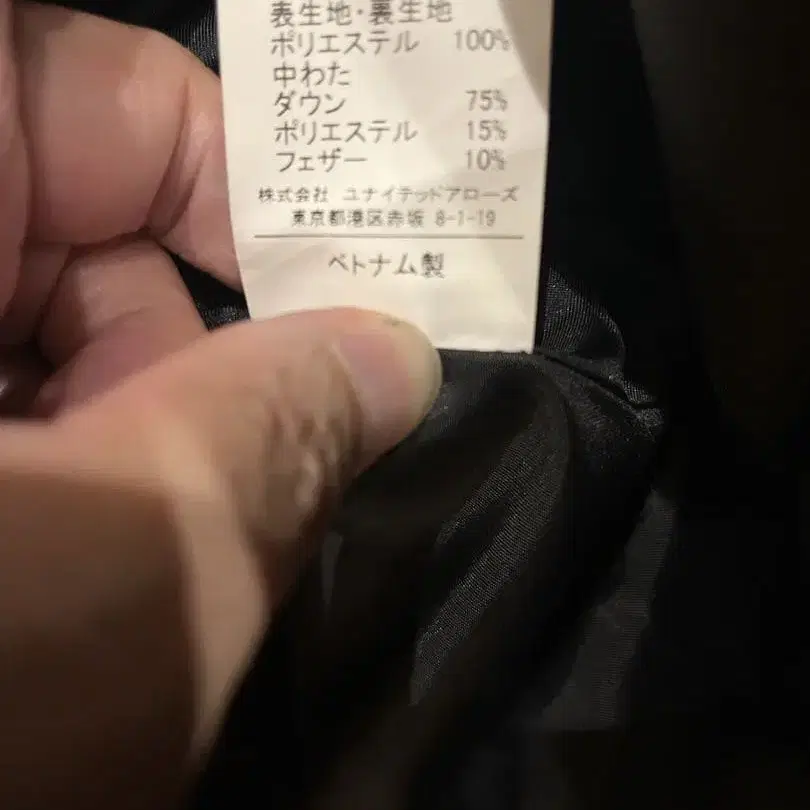 表生地・裏生地
ポリエステル 100%
中わた
ダウン 75%
ポリエステル 15%
フェザー 10%
株式会社 ユナイテッドアローズ
東京都港区赤坂 8-1-19
ベトナム製